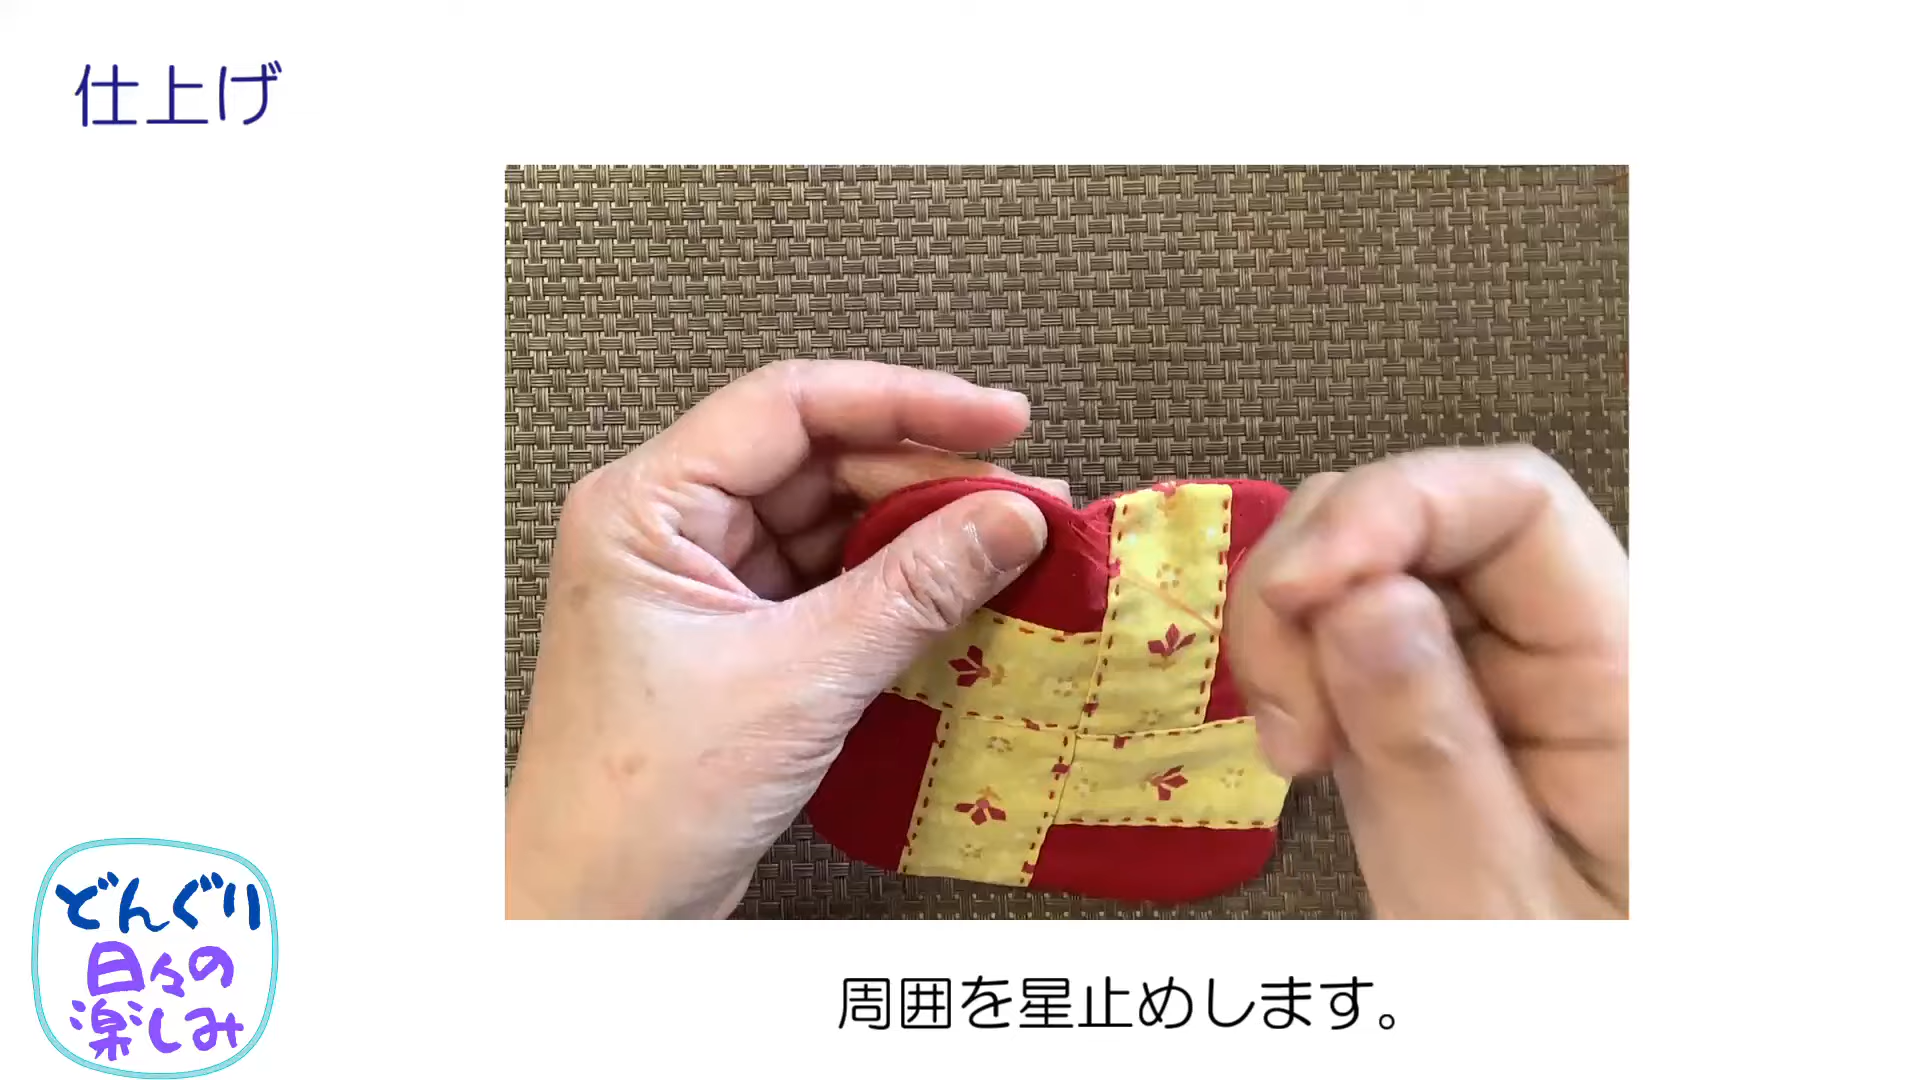 仕上げ
周囲を星止めします。
どんぐり
日々の
楽しみ